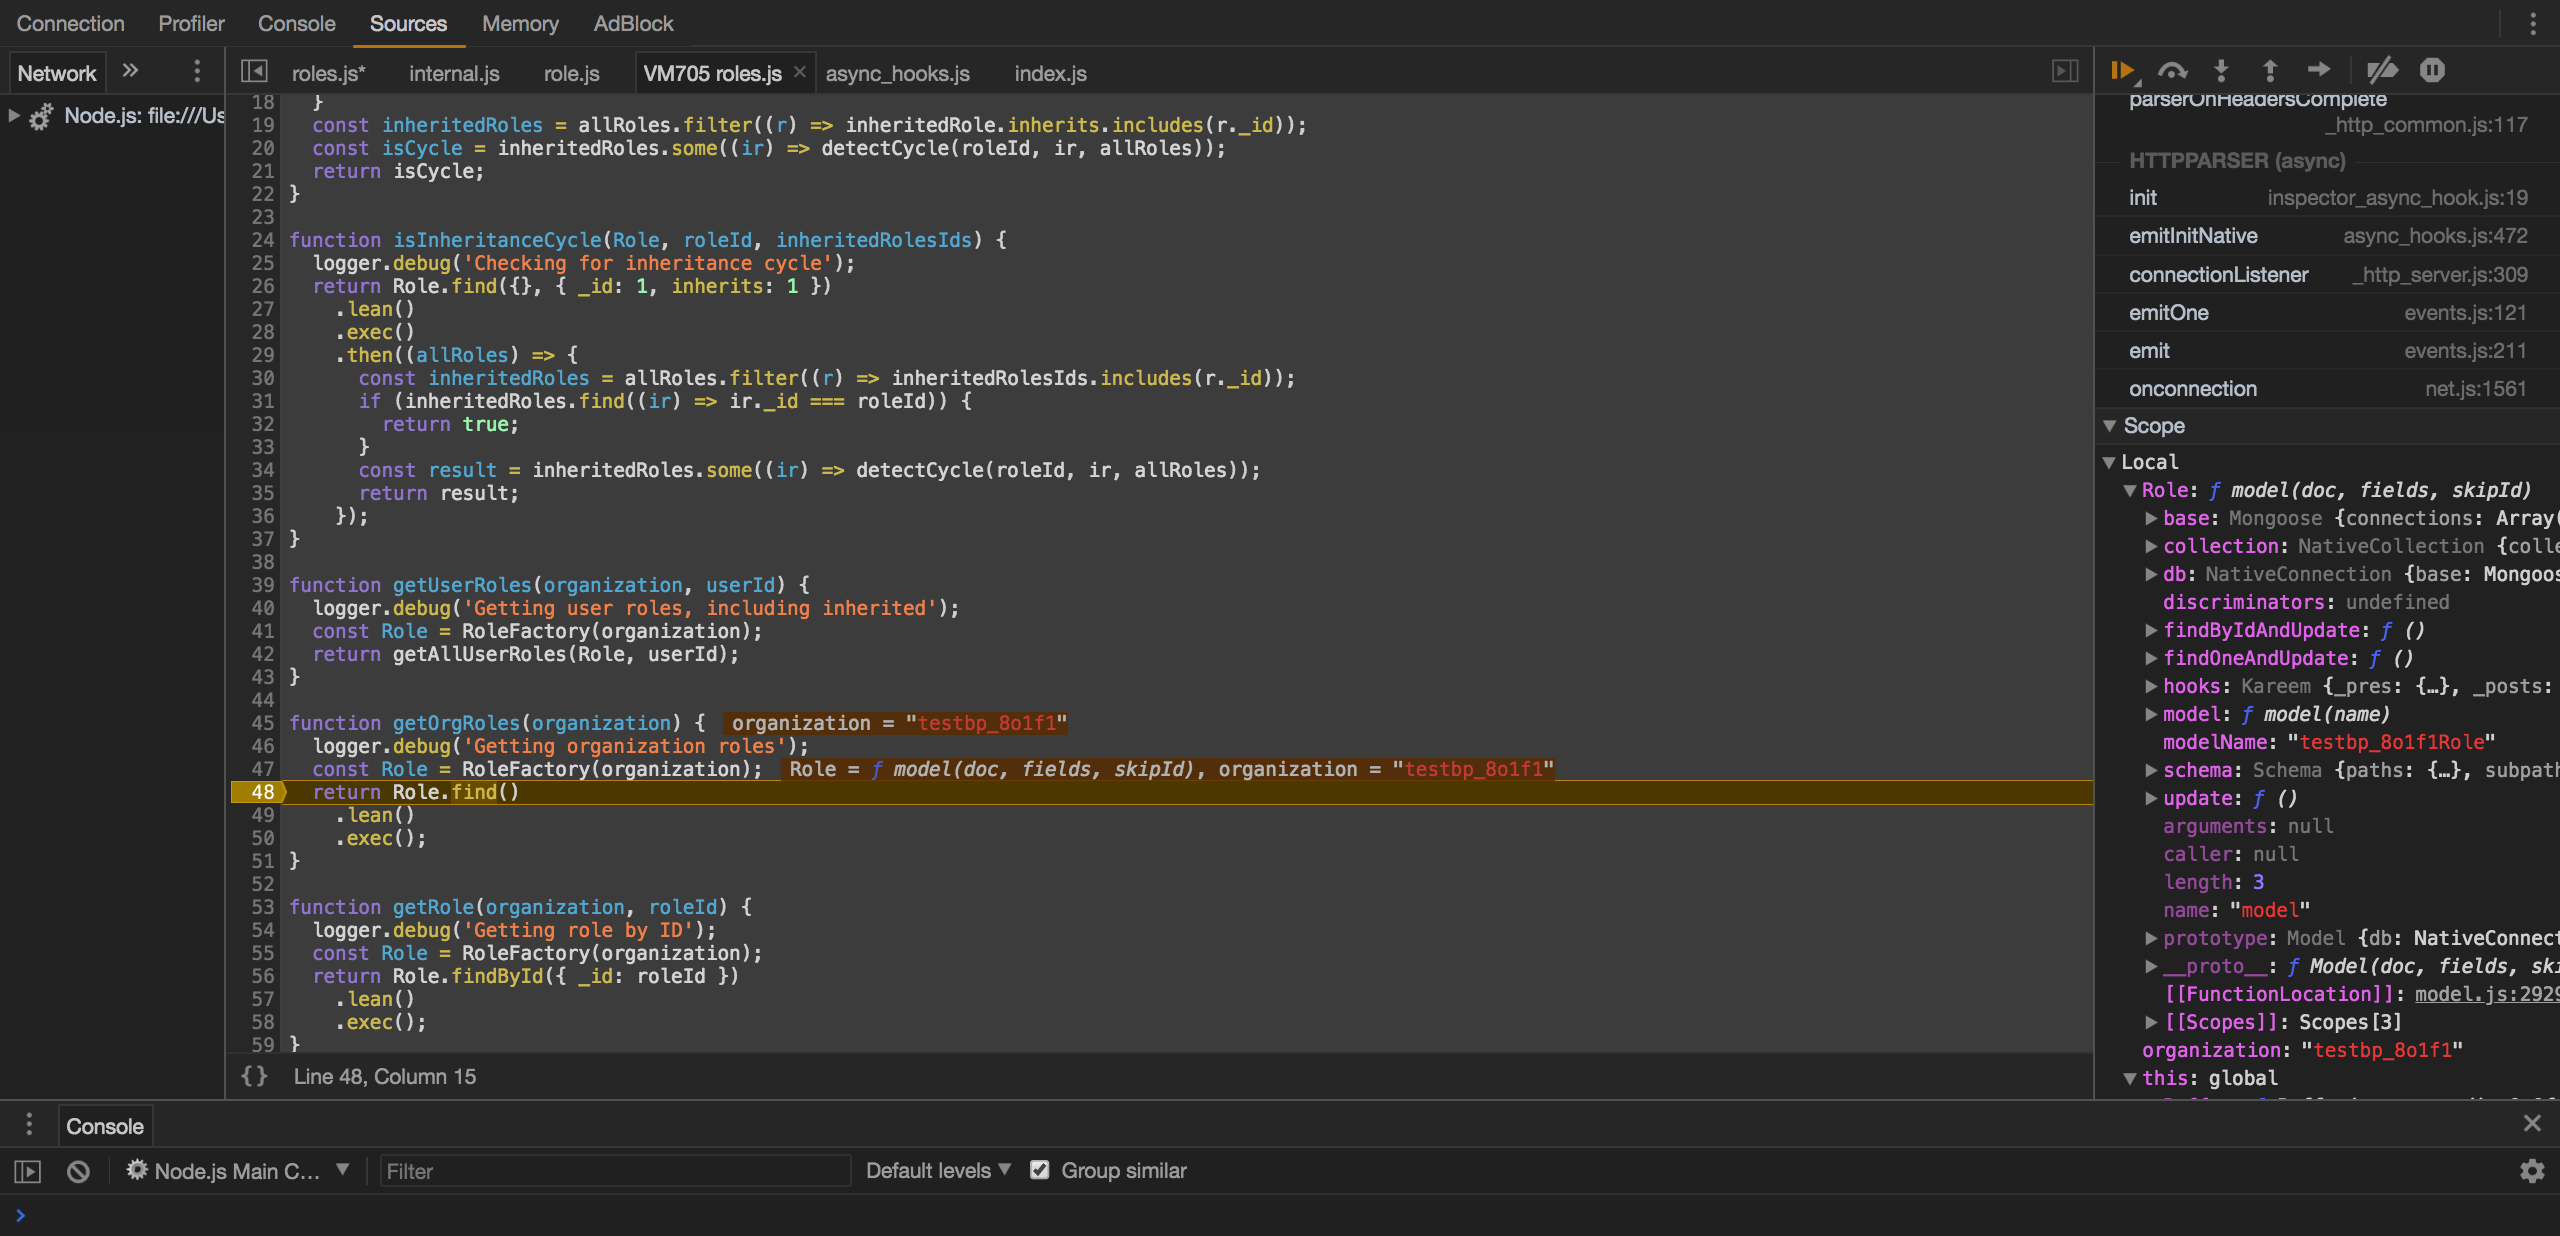 Connection Profiler Console Sources Memory AdBlock
Network »
Node.js: file:///Us
roles.js* internal.js role.js VM705 roles.js × async_hooks.js index.js
18 }
19 const inheritedRoles = allRoles.filter((r) => inheritedRole.inherits.includes(r._id));
20 const isCycle = inheritedRoles.some((ir) => detectCycle(roleId, ir, allRoles));
21 return isCycle;
22 }
23
24 function isInheritanceCycle(Role, roleId, inheritedRolesIds) {
25 logger.debug('Checking for inheritance cycle');
26 return Role.find({}, { _id: 1, inherits: 1 })
27 .lean()
28 .exec()
29 .then((allRoles) => {
30 const inheritedRoles = allRoles.filter((r) => inheritedRolesIds.includes(r._id));
31 if (inheritedRoles.find((ir) => ir._id === roleId)) {
32 return true;
33 }
34 const result = inheritedRoles.some((ir) => detectCycle(roleId, ir, allRoles));
35 return result;
36 });
37 }
38
39 function getUserRoles(organization, userId) {
40 logger.debug('Getting user roles, including inherited');
41 const Role = RoleFactory(organization);
42 return getAllUserRoles(Role, userId);
43 }
44
45 function getOrgRoles(organization) { organization = "testbp_8o1f1"
46 logger.debug('Getting organization roles');
47 const Role = RoleFactory(organization); Role = ƒ model(doc, fields, skipId), organization = "testbp_8o1f1"
48 return Role.find()
49 .lean()
50 .exec();
51 }
52
53 function getRole(organization, roleId) {
54 logger.debug('Getting role by ID');
55 const Role = RoleFactory(organization);
56 return Role.findById({ _id: roleId })
57 .lean()
58 .exec();
59 }
{} Line 48, Column 15
parserOnHeadersComplete
_http_common.js:117
HTTPPARSER (async)
init inspector_async_hook.js:19
emitInitNative async_hooks.js:472
connectionListener _http_server.js:309
emitOne events.js:121
emit events.js:211
onconnection net.js:1561
Scope
Local
Role: ƒ model(doc, fields, skipId)
base: Mongoose {connections: Array(
collection: NativeCollection {colle
db: NativeConnection {base: Mongoos
discriminators: undefined
findByIdAndUpdate: ƒ ()
findOneAndUpdate: ƒ ()
hooks: Kareem {_pres: {…}, _posts:
model: ƒ model(name)
modelName: "testbp_8o1f1Role"
schema: Schema {paths: {…}, subpath
update: ƒ ()
arguments: null
caller: null
length: 3
name: "model"
prototype: Model {db: NativeConnect
__proto__: ƒ Model(doc, fields, ski
[[FunctionLocation]]: model.js:2929
[[Scopes]]: Scopes[3]
organization: "testbp_8o1f1"
this: global
Console
Node.js Main C... Filter Default levels Group similar